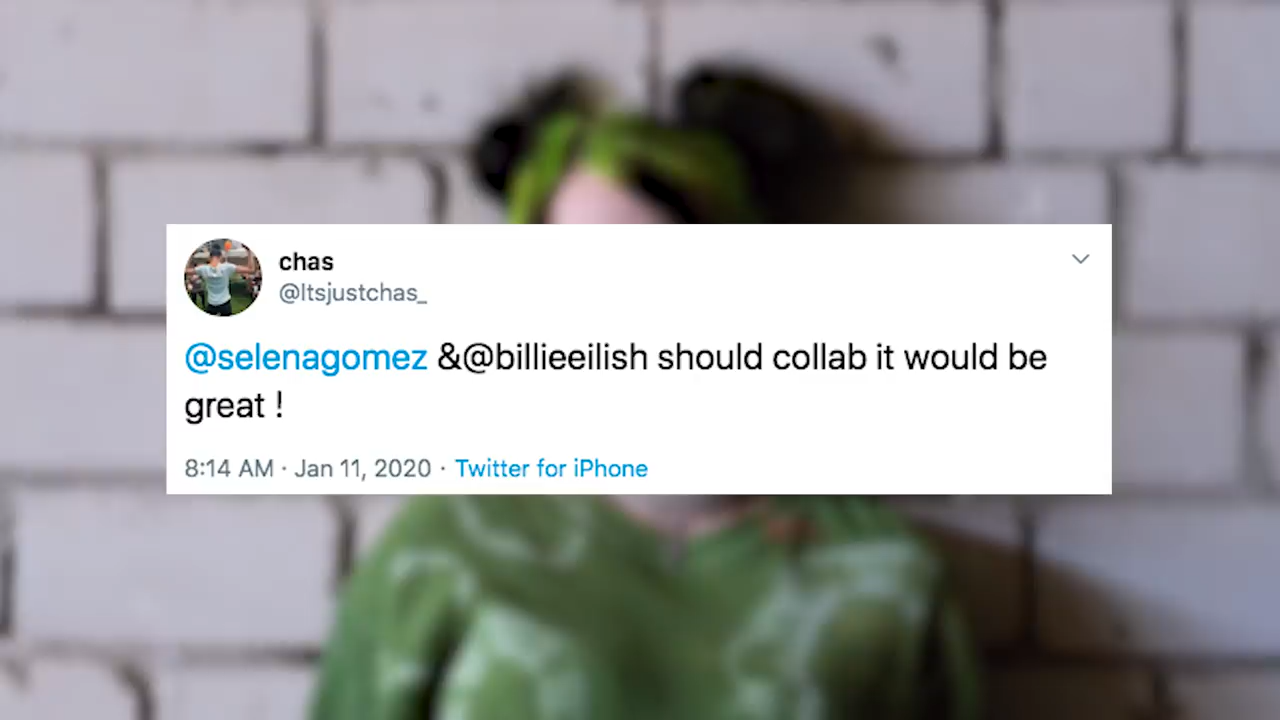 chas
@Itsjustchas_
@selenagomez &@billieeilish should collab it would be
great !
8:14 AM · Jan 11, 2020 · Twitter for iPhone